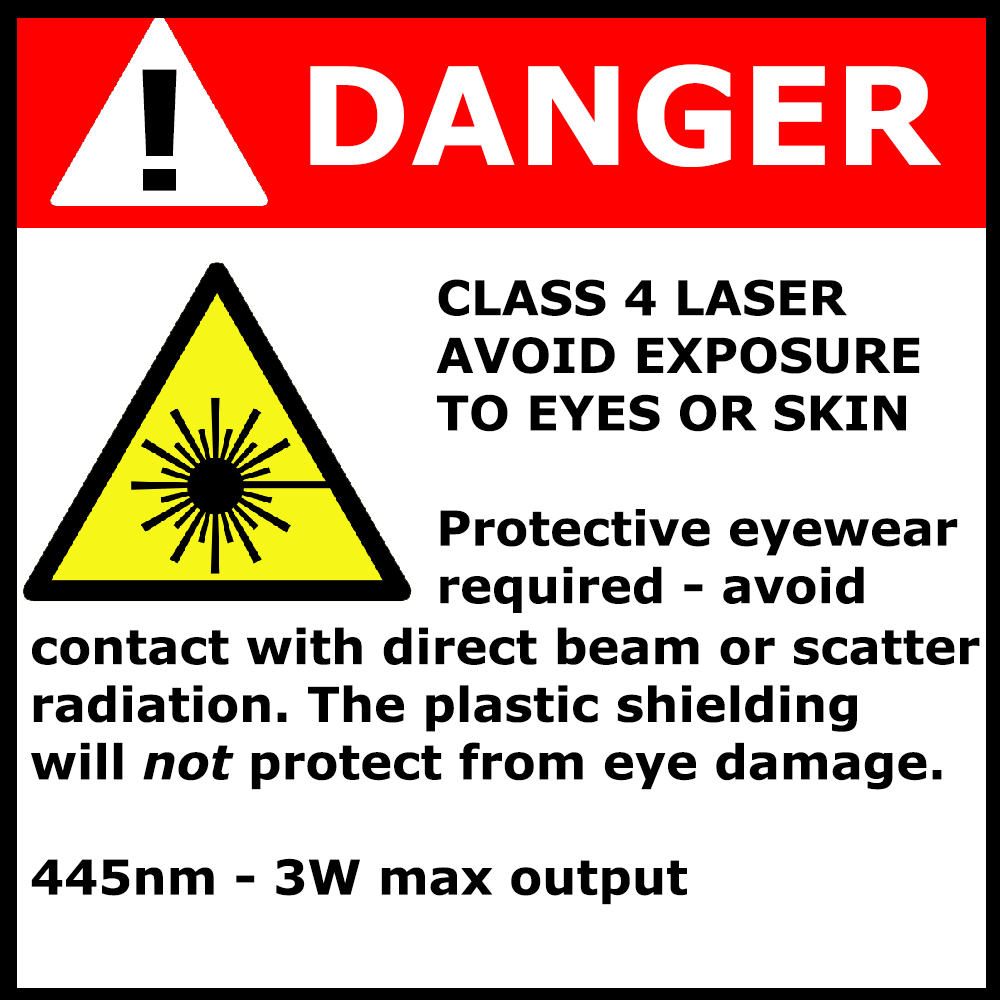 DANGER
CLASS 4 LASER
AVOID EXPOSURE
TO EYES OR SKIN
Protective eyewear
required - avoid
contact with direct beam or scatter
radiation. The plastic shielding
will not protect from eye damage.
445nm - 3W max output